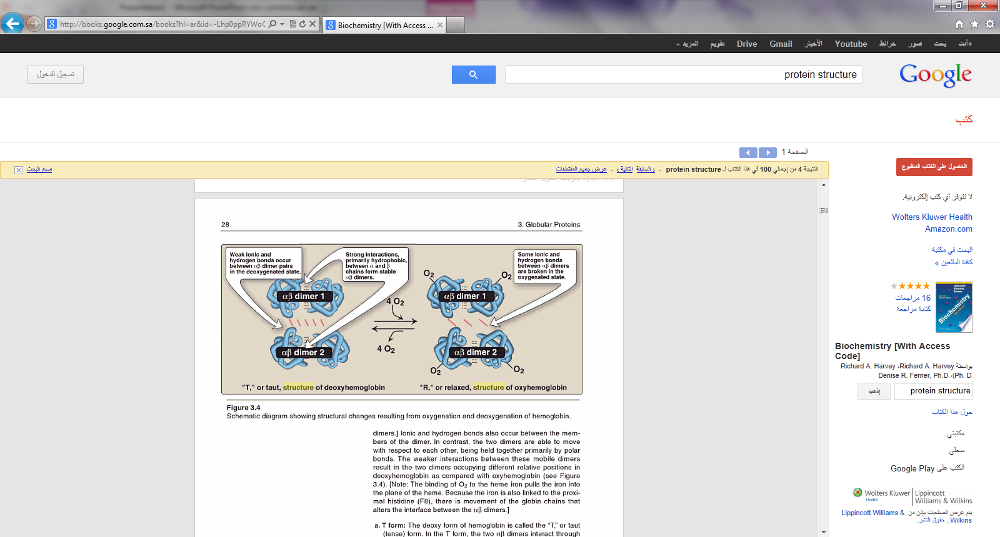 http://books.google.com.sa/books?hl=ar&id=-Lhp0ppRYWoC
Biochemistry [With Access ...
+أنت بحث صور خرائط Youtube الأخبار Gmail Drive تقويم المزيد
Google
protein structure
تسجيل الدخول
كتب
الصفحة 1
النتيجة 4 من إجمالي 100 في هذا الكتاب لـ protein structure - ‹ السابقة التالية › - عرض جميع المقتطفات
مسح البحث
28
3. Globular Proteins
Weak ionic and
hydrogen bonds occur
between αβ dimer pairs
in the deoxygenated state.
Strong interactions,
primarily hydrophobic,
between α and β
chains form stable
αβ dimers.
Some ionic and
hydrogen bonds
between αβ dimers
are broken in the
oxygenated state.
O2
O2
αβ dimer 1
αβ dimer 1
4 O2
4 O2
αβ dimer 2
αβ dimer 2
O2
O2
"T," or taut, structure of deoxyhemoglobin
"R," or relaxed, structure of oxyhemoglobin
Figure 3.4
Schematic diagram showing structural changes resulting from oxygenation and deoxygenation of hemoglobin.
dimers.] Ionic and hydrogen bonds also occur between the mem-
bers of the dimer. In contrast, the two dimers are able to move
with respect to each other, being held together primarily by polar
bonds. The weaker interactions between these mobile dimers
result in the two dimers occupying different relative positions in
deoxyhemoglobin as compared with oxyhemoglobin (see Figure
3.4). [Note: The binding of O2 to the heme iron pulls the iron into
the plane of the heme. Because the iron is also linked to the proxi-
mal histidine (F8), there is movement of the globin chains that
alters the interface between the αβ dimers.]
a. T form: The deoxy form of hemoglobin is called the "T," or taut
(tense) form. In the T form, the two αβ dimers interact through
الحصول على الكتاب المطبوع
لا تتوفر أي كتب إلكترونية.
Wolters Kluwer Health
Amazon.com
البحث في مكتبة
كافة البائعين »
16 مراجعات
كتابة مراجعة
Lippincott's
Illustrated
Reviews
Biochemistry
Biochemistry [With Access
Code]
بواسطة Richard A. Harvey ،Richard A. Harvey
Denise R. Ferrier, Ph.D.،(Ph. D.
protein structure
إذهب
حول هذا الكتاب
مكتبتي
سجلي
الكتب على Google Play
Wolters Kluwer
Health
Lippincott
Williams & Wilkins
يتم عرض الصفحات بإذن من Lippincott Williams &
Wilkins.. حقوق النشر.